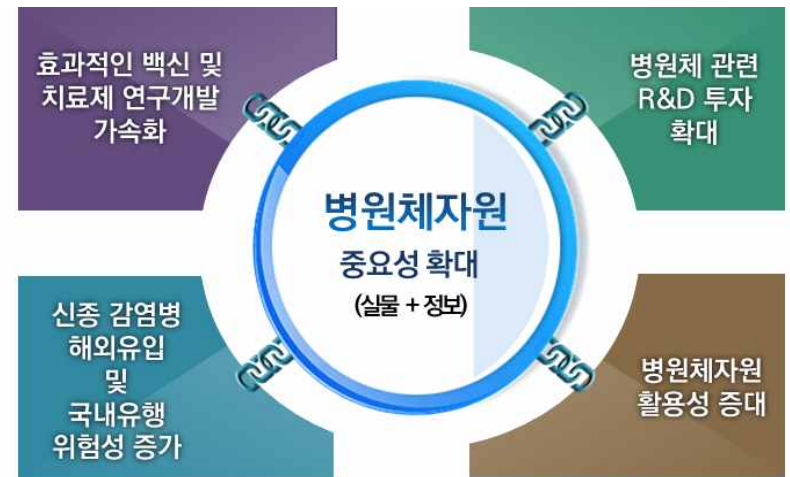 효과적인 백신 및
치료제 연구개발
가속화
병원체 관련
R&D 투자
확대
병원체자원
중요성 확대
(실물 + 정보)
신종 감염병
해외유입
및
국내유행
위험성 증가
병원체자원
활용성 증대